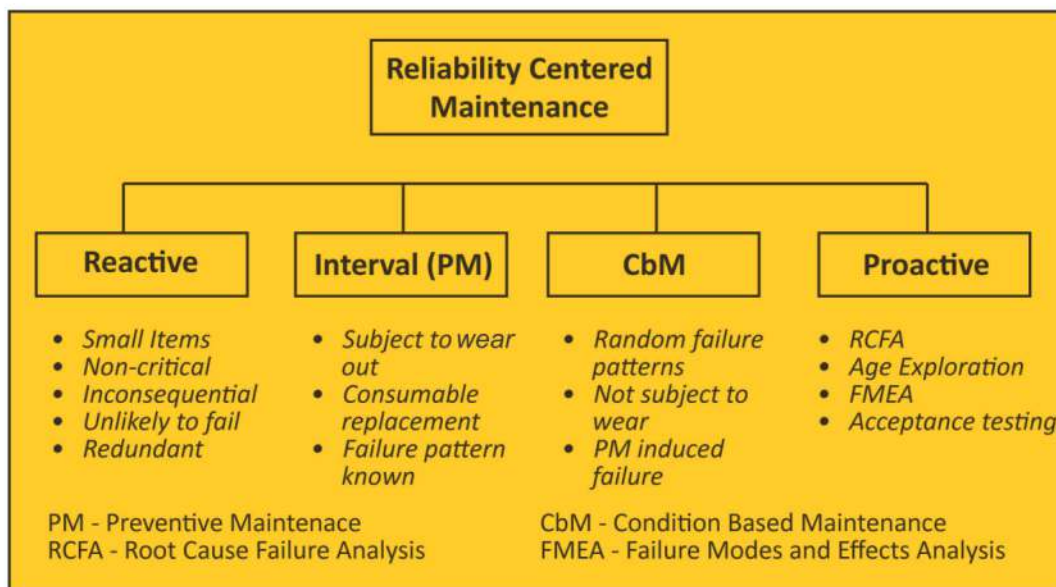 Reliability Centered
Maintenance
Reactive
Interval (PM)
CbM
Proactive
• Small Items
• Non-critical
• Inconsequential
• Unlikely to fail
• Redundant
• Subject to wear
out
• Consumable
replacement
• Failure pattern
known
• Random failure
patterns
• Not subject to
wear
• PM induced
failure
• RCFA
• Age Exploration
• FMEA
• Acceptance testing
PM - Preventive Maintenace
RCFA - Root Cause Failure Analysis
CbM - Condition Based Maintenance
FMEA - Failure Modes and Effects Analysis